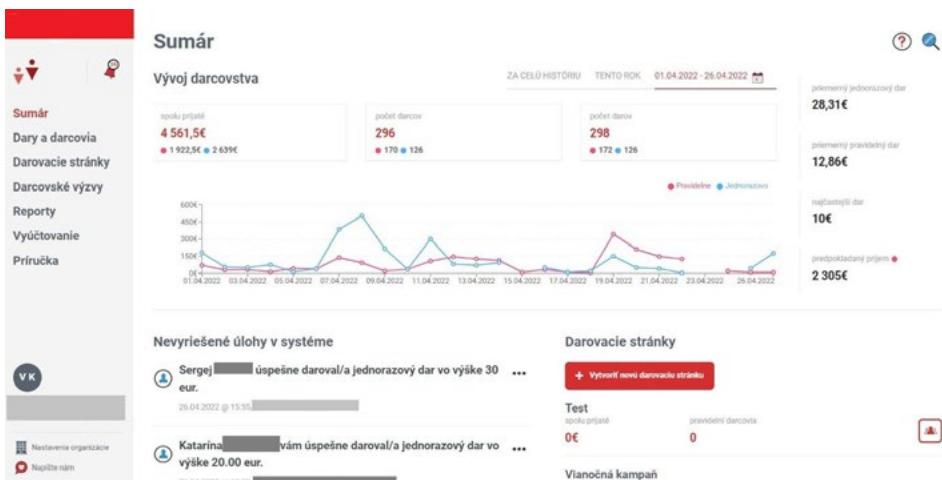 Sumár
Dary a darcovia
Darovacie stránky
Darcovské výzvy
Reporty
Vyúčtovanie
Príručka
V K
Nastavenia organizácie
Napíšte nám
Sumár
Vývoj darcovstva
ZA CELÚ HISTÓRIU TENTO ROK 01.04.2022 - 26.04.2022
spolu prijaté
4 561,5€
1 922,5€ 2 639€
počet darcov
296
170 126
počet darov
298
172 126
Pravidelne Jednorazovo
600€
450€
300€
150€
0€
01.04.2022 03.04.2022 05.04.2022 07.04.2022 09.04.2022 11.04.2022 13.04.2022 15.04.2022 17.04.2022 19.04.2022 21.04.2022 23.04.2022 26.04.2022
priemerný jednorazový dar
28,31€
priemerný pravidelný dar
12,86€
najčastejší dar
10€
predpokladaný príjem
2 305€
Nevyriešené úlohy v systéme
Sergej úspešne daroval/a jednorazový dar vo výške 30
eur.
26.04.2022 @ 15:55,
Katarína vám úspešne daroval/a jednorazový dar vo
výške 20.00 eur.
Darovacie stránky
+ Vytvoriť novú darovaciu stránku
Test
spolu prijaté pravidelní darcovia
0€ 0
Vianočná kampaň